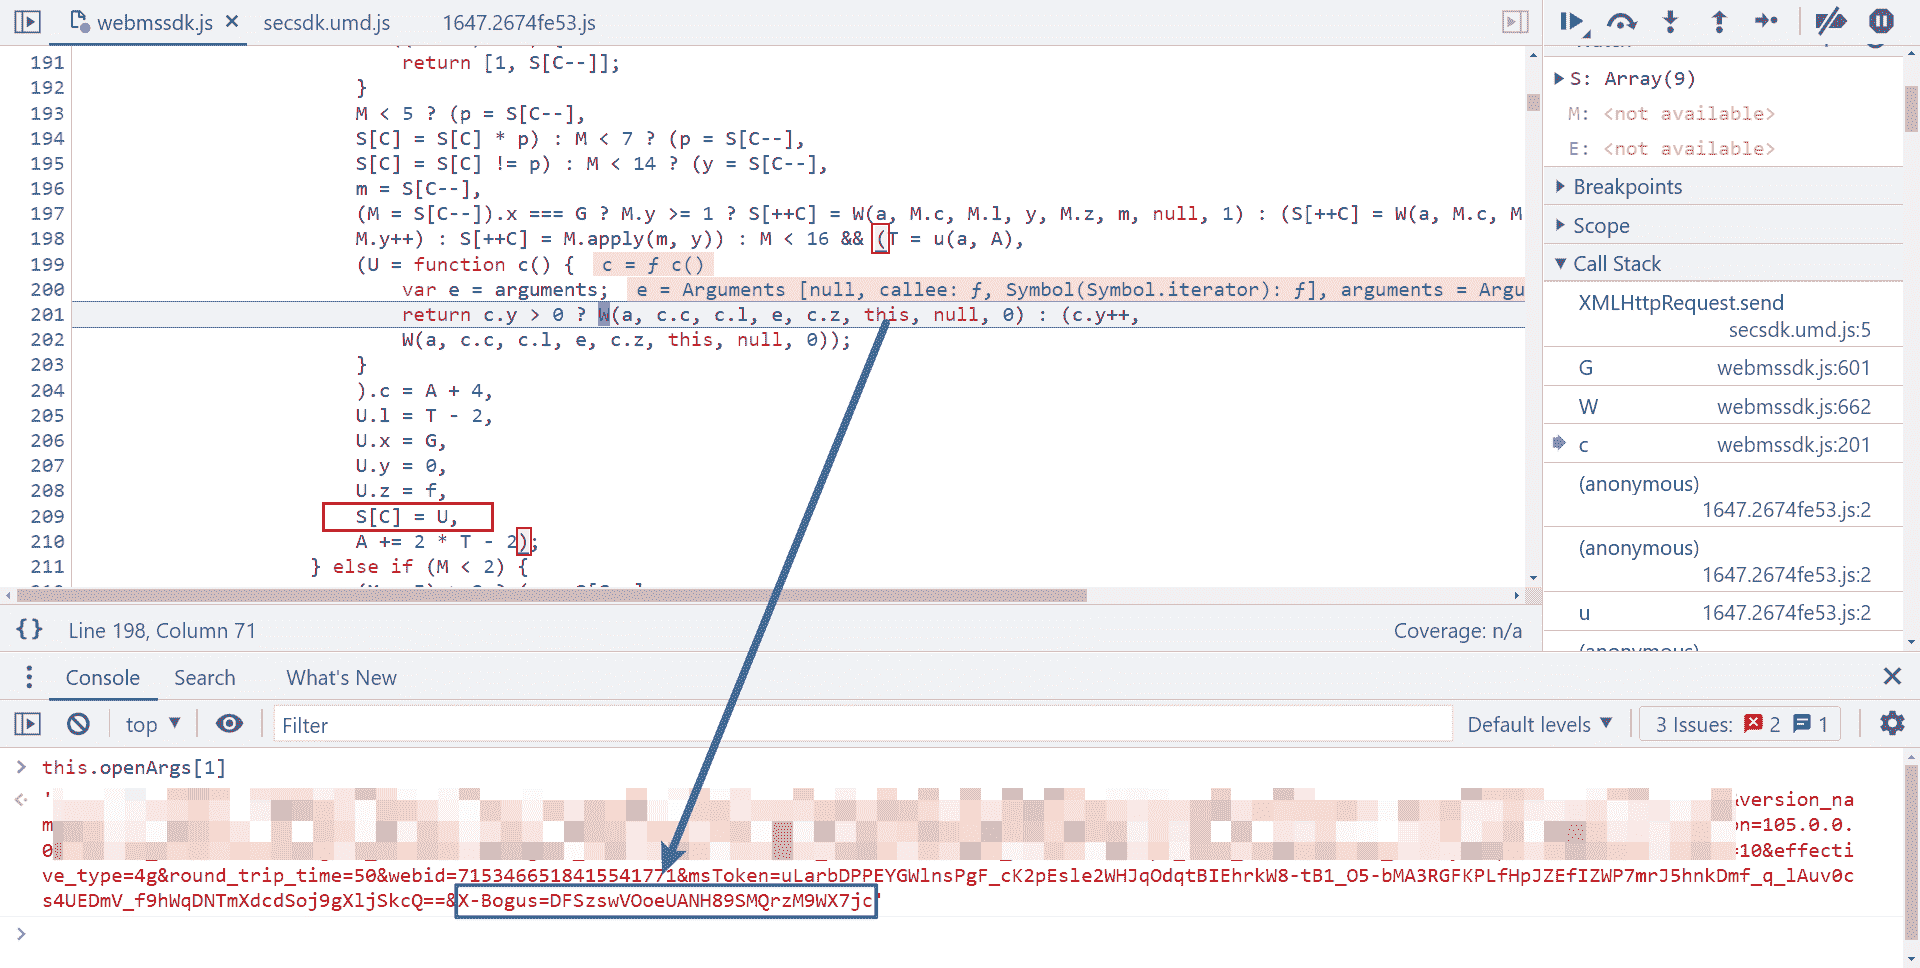 webmssdk.js × secsdk.umd.js 1647.2674fe53.js
191 return [1, S[C--]];
192 }
193 M < 5 ? (p = S[C--],
194 S[C] = S[C] * p) : M < 7 ? (p = S[C--],
195 S[C] = S[C] != p) : M < 14 ? (y = S[C--],
196 m = S[C--],
197 (M = S[C--]).x === G ? M.y >= 1 ? S[++C] = W(a, M.c, M.l, y, M.z, m, null, 1) : (S[++C] = W(a, M.c, M
198 M.y++) : S[++C] = M.apply(m, y)) : M < 16 && (T = u(a, A),
199 (U = function c() { c = ƒ c()
200 var e = arguments; e = Arguments [null, callee: ƒ, Symbol(Symbol.iterator): ƒ], arguments = Argu
201 return c.y > 0 ? W(a, c.c, c.l, e, c.z, this, null, 0) : (c.y++,
202 W(a, c.c, c.l, e, c.z, this, null, 0));
203 }
204 ).c = A + 4,
205 U.l = T - 2,
206 U.x = G,
207 U.y = 0,
208 U.z = f,
209 S[C] = U,
210 A += 2 * T - 2);
211 } else if (M < 2) {
{} Line 198, Column 71 Coverage: n/a
S: Array(9)
M: <not available>
E: <not available>
Breakpoints
Scope
Call Stack
XMLHttpRequest.send
secsdk.umd.js:5
G webmssdk.js:601
W webmssdk.js:662
c webmssdk.js:201
(anonymous)
1647.2674fe53.js:2
(anonymous)
1647.2674fe53.js:2
u 1647.2674fe53.js:2
(anonymous)
Console Search What's New
top Filter Default levels 3 Issues: 2 1
> this.openArgs[1]
'&version_nam
on=105.0.0.
0=10&effecti
ve_type=4g&round_trip_time=50&webid=7153466518415541771&msToken=uLarbDPPEYGWlnsPgF_cK2pEsle2WHJqOdqtBIEhrkW8-tB1_O5-bMA3RGFKPLfHpJZEfIZWP7mrJ5hnkDmf_q_lAuv0c
s4UEDmV_f9hWqDNTmXdcdSoj9gXljSkcQ==&X-Bogus=DFSzswVOoeUANH89SMQrzM9WX7jc'
>